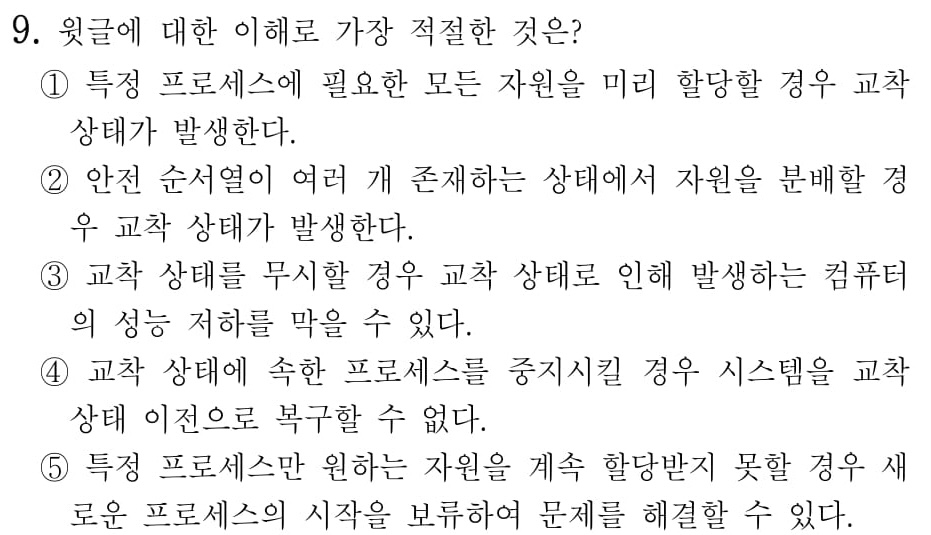 9. 윗글에 대한 이해로 가장 적절한 것은?
① 특정 프로세스에 필요한 모든 자원을 미리 할당할 경우 교착
상태가 발생한다.
② 안전 순서열이 여러 개 존재하는 상태에서 자원을 분배할 경
우 교착 상태가 발생한다.
③ 교착 상태를 무시할 경우 교착 상태로 인해 발생하는 컴퓨터
의 성능 저하를 막을 수 있다.
④ 교착 상태에 속한 프로세스를 중지시킬 경우 시스템을 교착
상태 이전으로 복구할 수 없다.
⑤ 특정 프로세스만 원하는 자원을 계속 할당받지 못할 경우 새
로운 프로세스의 시작을 보류하여 문제를 해결할 수 있다.